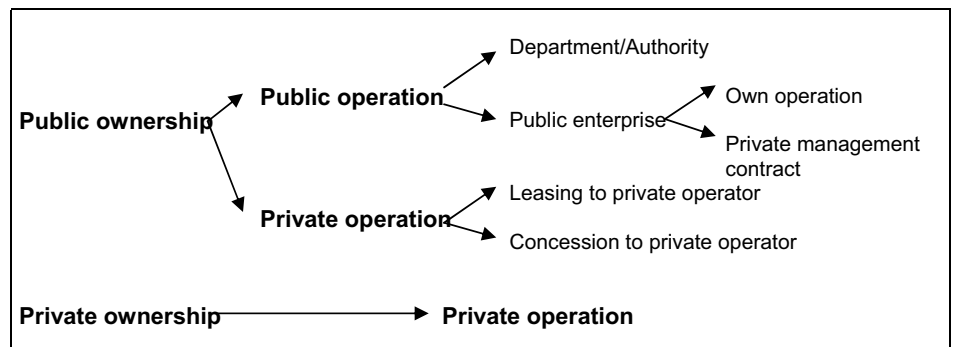 Department/Authority
Public operation
Own operation
Public ownership
Public enterprise
Private management
contract
Leasing to private operator
Private operation
Concession to private operator
Private ownership
Private operation